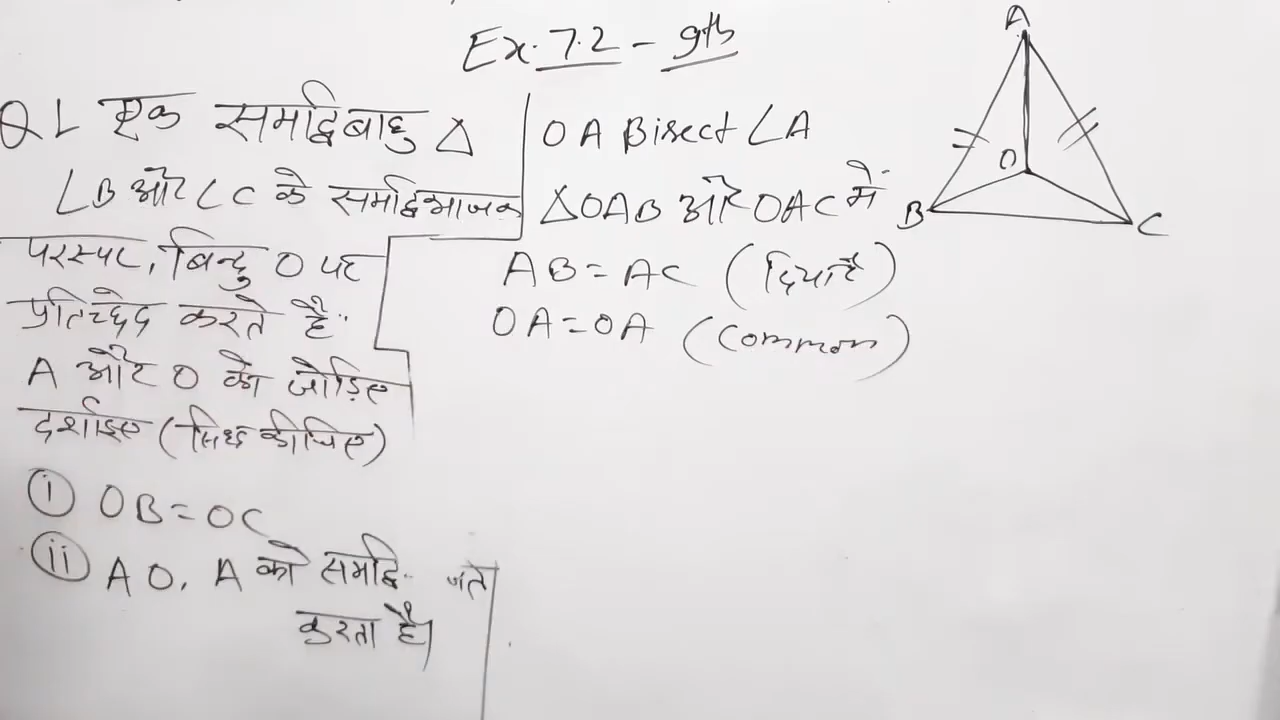 Ex. 7.2 - 9th
Q1 एक समद्विबाहु △
∠B और ∠C के समद्विभाजक
परस्पर, बिन्दु O पर
प्रतिच्छेद करते है
A और O को जोड़िए
दर्शाइए (सिध्द कीजिए)
(i) OB = OC
(ii) AO, A को समद्वि.
करता है।
OA Bisect ∠A
△OAB और OAC में
AB = AC (दिया है)
OA = OA (Common)
A
O
B
C